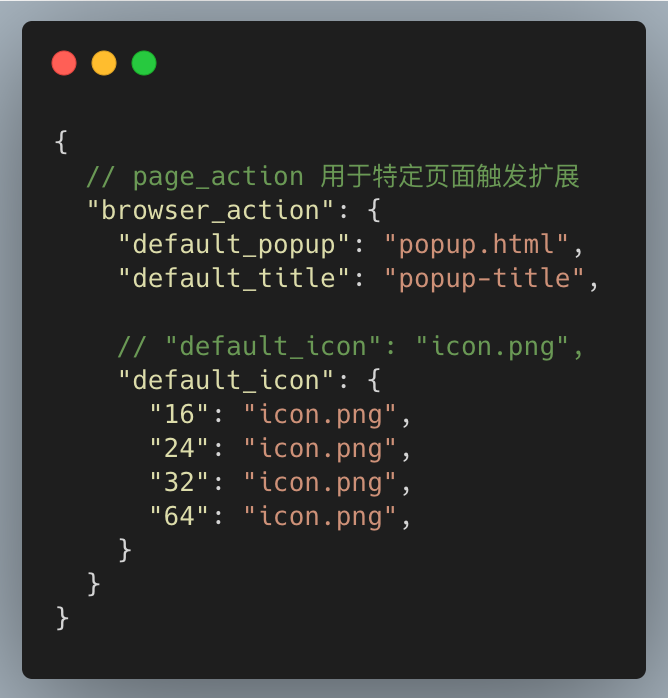 {
  // page_action 用于特定页面触发扩展
  "browser_action": {
    "default_popup": "popup.html",
    "default_title": "popup-title",

    // "default_icon": "icon.png",
    "default_icon": {
      "16": "icon.png",
      "24": "icon.png",
      "32": "icon.png",
      "64": "icon.png",
    }
  }
}